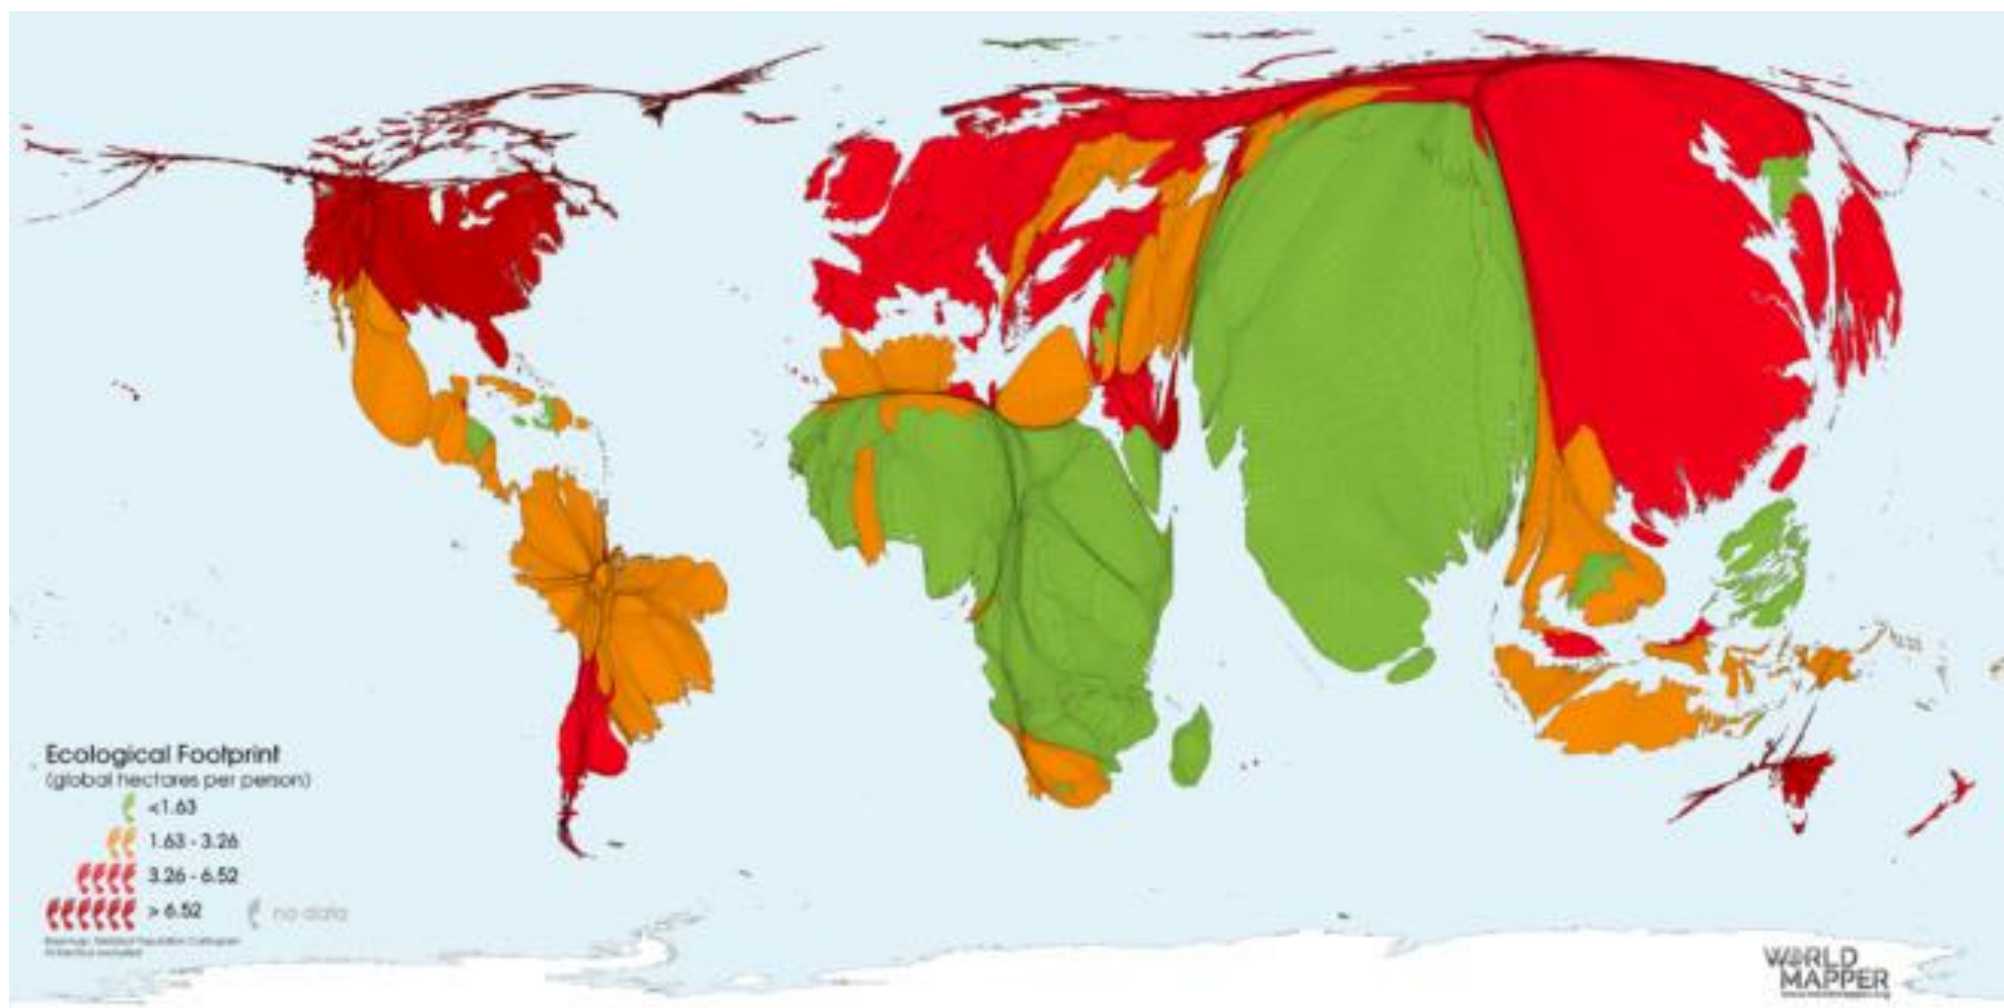 Ecological Footprint
(global hectares per person)
<1.63
1.63 - 3.26
3.26 - 6.52
> 6.52
no data
WORLD
MAPPER